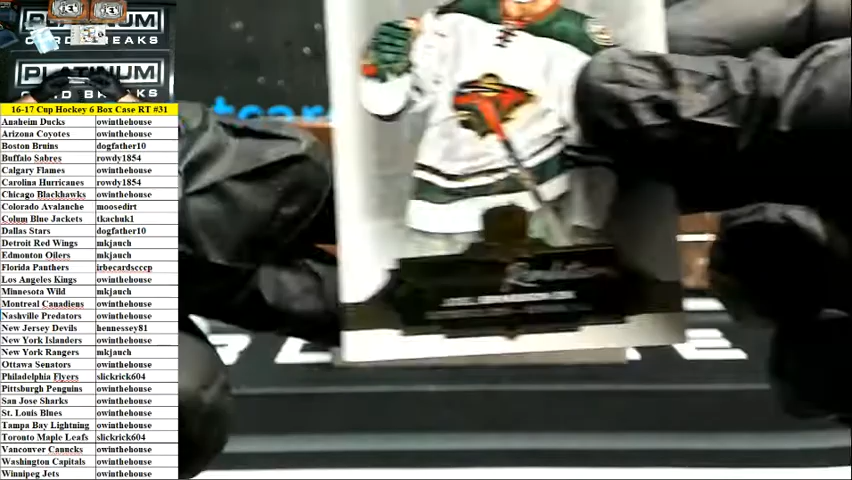 PLATINUM
CARD BREAKS
PLATINUM
16-17 Cup Hockey 6 Box Case RT #31
Anaheim Ducks owinthehouse
Arizona Coyotes owinthehouse
Boston Bruins dogfather10
Buffalo Sabres rowdy1854
Calgary Flames owinthehouse
Carolina Hurricanes rowdy1854
Chicago Blackhawks owinthehouse
Colorado Avalanche moosedirt
Colum Blue Jackets tkachuk1
Dallas Stars dogfather10
Detroit Red Wings mkjauch
Edmonton Oilers mkjauch
Florida Panthers irbecardscccp
Los Angeles Kings owinthehouse
Minnesota Wild mkjauch
Montreal Canadiens owinthehouse
Nashville Predators owinthehouse
New Jersey Devils hennessey81
New York Islanders owinthehouse
New York Rangers mkjauch
Ottawa Senators owinthehouse
Philadelphia Flyers slickrick604
Pittsburgh Penguins owinthehouse
San Jose Sharks owinthehouse
St. Louis Blues owinthehouse
Tampa Bay Lightning owinthehouse
Toronto Maple Leafs slickrick604
Vancouver Canucks owinthehouse
Washington Capitals owinthehouse
Winnipeg Jets owinthehouse